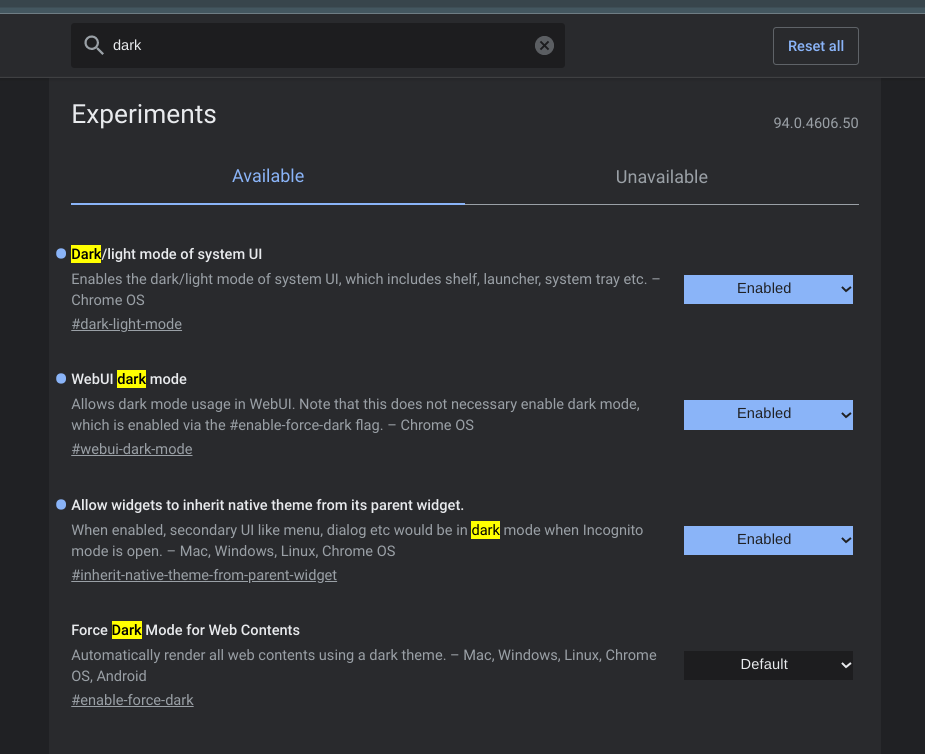 dark
Reset all
Experiments
94.0.4606.50
Available
Unavailable
Dark/light mode of system UI
Enables the dark/light mode of system UI, which includes shelf, launcher, system tray etc. –
Chrome OS
#dark-light-mode
Enabled
WebUI dark mode
Allows dark mode usage in WebUI. Note that this does not necessary enable dark mode,
which is enabled via the #enable-force-dark flag. – Chrome OS
#webui-dark-mode
Enabled
Allow widgets to inherit native theme from its parent widget.
When enabled, secondary UI like menu, dialog etc would be in dark mode when Incognito
mode is open. – Mac, Windows, Linux, Chrome OS
#inherit-native-theme-from-parent-widget
Enabled
Force Dark Mode for Web Contents
Automatically render all web contents using a dark theme. – Mac, Windows, Linux, Chrome
OS, Android
#enable-force-dark
Default